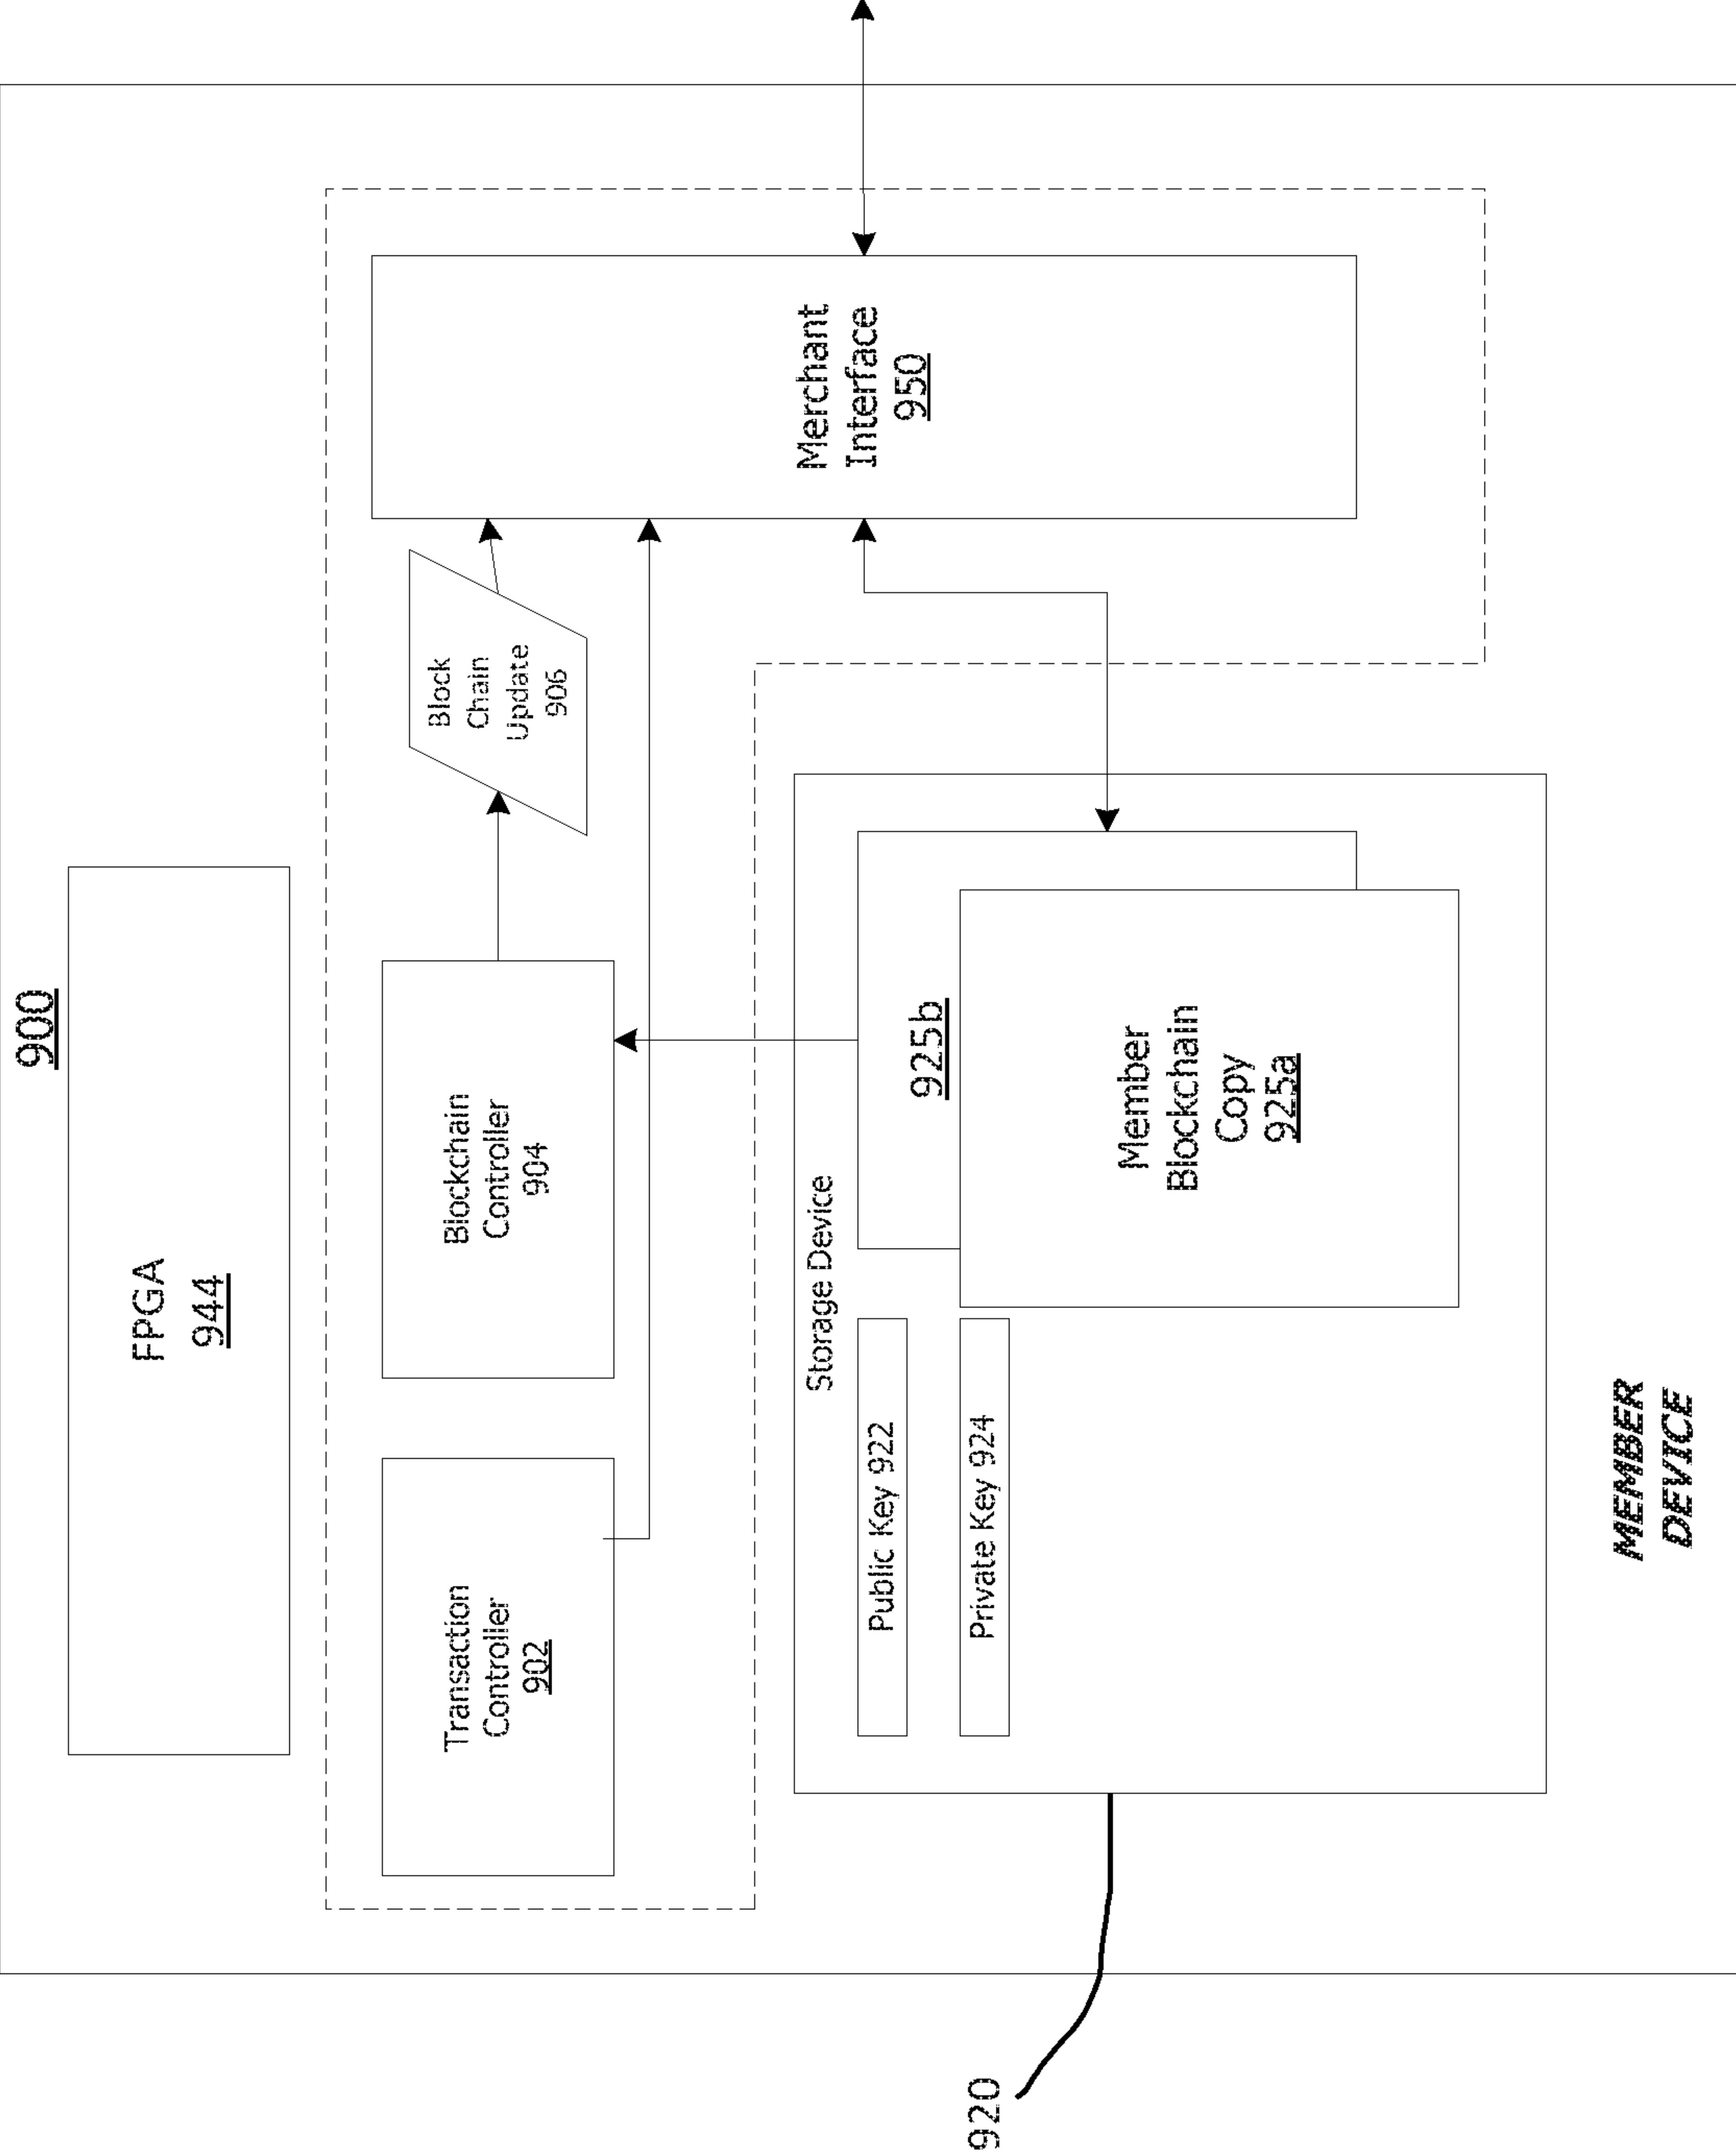 900
FPGA
944
Transaction
Controller
902
Blockchain
Controller
904
Block
Chain
Update
906
Merchant
Interface
950
Storage Device
Public Key 922
Private Key 924
925b
Member
Blockchain
Copy
925a
920
MEMBER
DEVICE